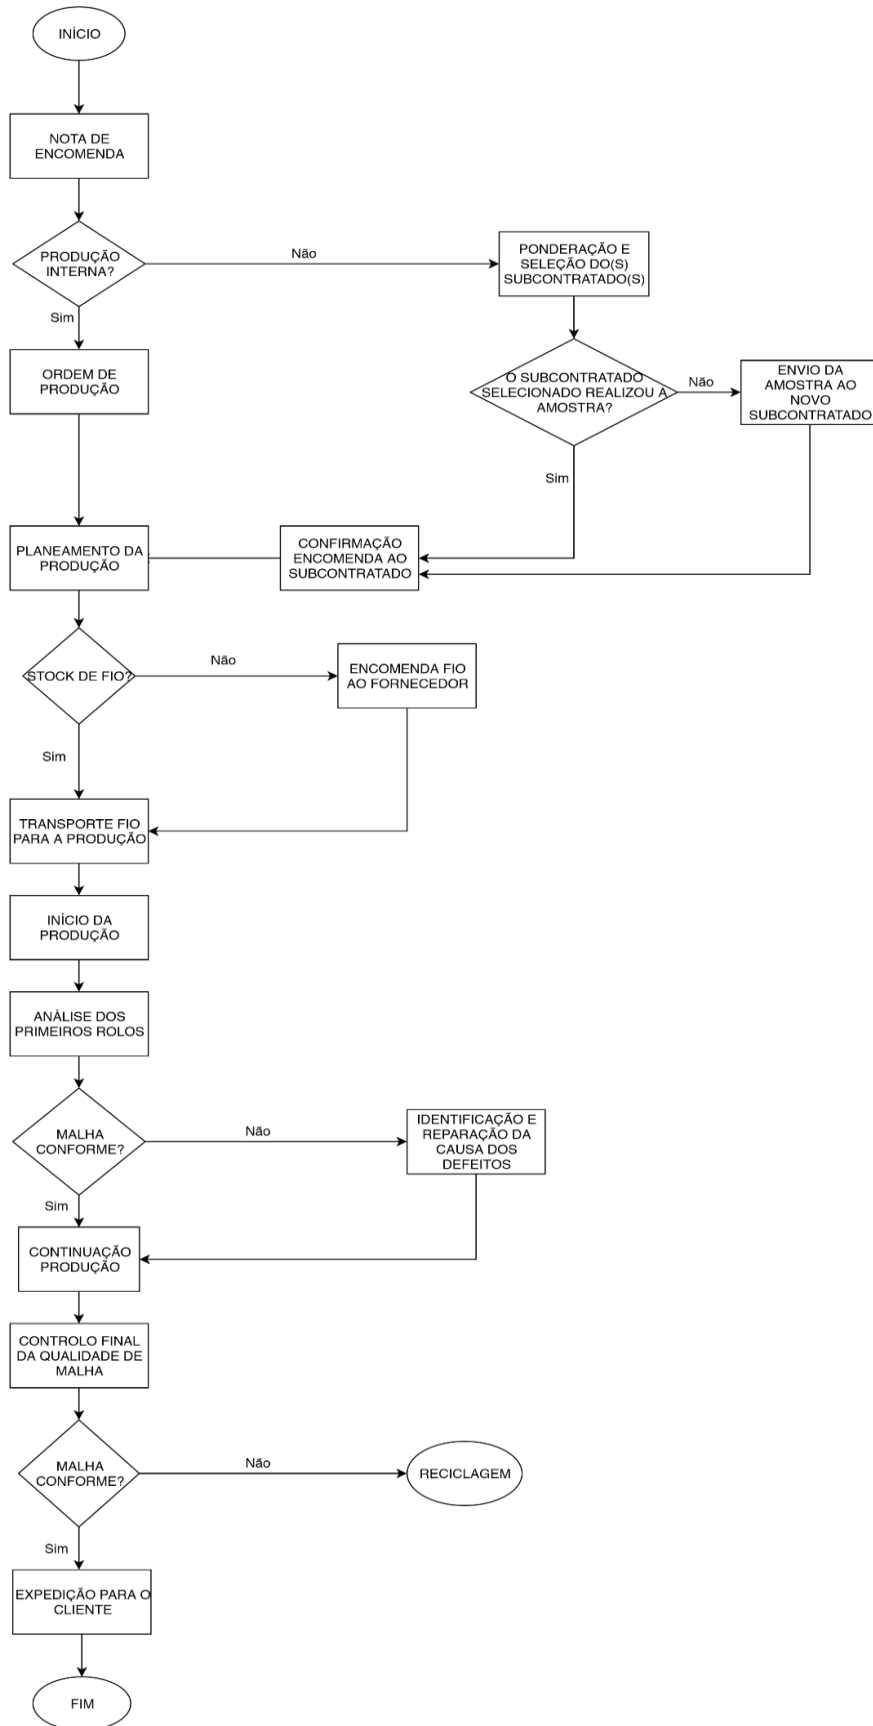 INÍCIO
NOTA DE
ENCOMENDA
PRODUÇÃO
INTERNA?
Não
PONDERAÇÃO E
SELEÇÃO DO(S)
SUBCONTRATADO(S)
Sim
ORDEM DE
PRODUÇÃO
O SUBCONTRATADO
SELECIONADO REALIZOU A
AMOSTRA?
Não
ENVIO DA
AMOSTRA AO
NOVO
SUBCONTRATADO
Sim
PLANEAMENTO DA
PRODUÇÃO
CONFIRMAÇÃO
ENCOMENDA AO
SUBCONTRATADO
STOCK DE FIO?
Não
ENCOMENDA FIO
AO FORNECEDOR
Sim
TRANSPORTE FIO
PARA A PRODUÇÃO
INÍCIO DA
PRODUÇÃO
ANÁLISE DOS
PRIMEIROS ROLOS
MALHA
CONFORME?
Não
IDENTIFICAÇÃO E
REPARAÇÃO DA
CAUSA DOS
DEFEITOS
Sim
CONTINUAÇÃO
PRODUÇÃO
CONTROLO FINAL
DA QUALIDADE DE
MALHA
MALHA
CONFORME?
Não
RECICLAGEM
Sim
EXPEDIÇÃO PARA O
CLIENTE
FIM